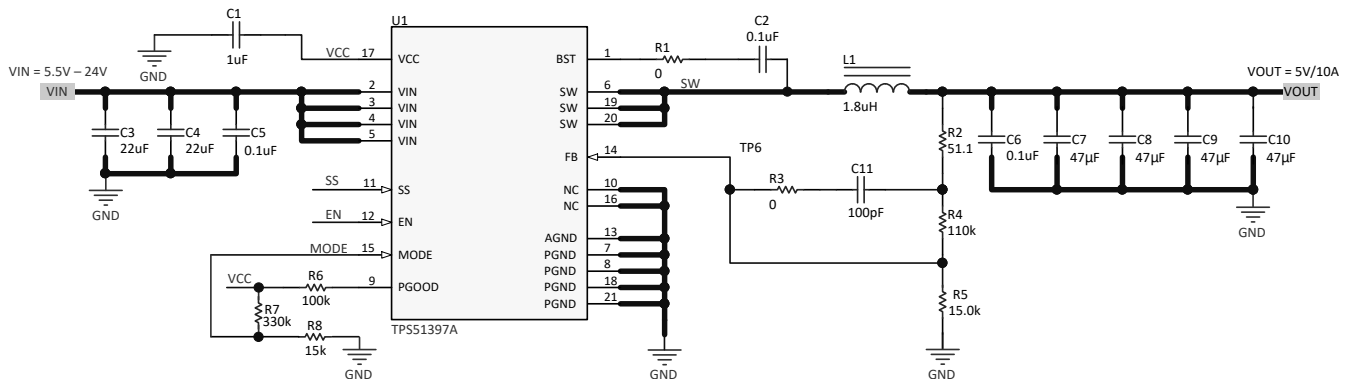 U1
C1
1uF
GND
VCC 17
VCC
VIN = 5.5V – 24V
VIN
2
VIN
3
VIN
4
VIN
5
VIN
C3
22uF
C4
22uF
C5
0.1uF
GND
SS
11
SS
EN
12
EN
MODE
15
MODE
VCC
R6
100k
9
PGOOD
R7
330k
R8
15k
GND
TPS51397A
BST
1
R1
0
C2
0.1uF
SW
6
SW
SW
19
SW
20
L1
1.8uH
VOUT = 5V/10A
VOUT
FB
14
TP6
R2
51.1
R3
0
C11
100pF
R4
110k
R5
15.0k
GND
NC
10
NC
16
AGND
13
PGND
7
PGND
8
PGND
18
PGND
21
GND
C6
0.1uF
C7
47µF
C8
47µF
C9
47µF
C10
47µF
GND